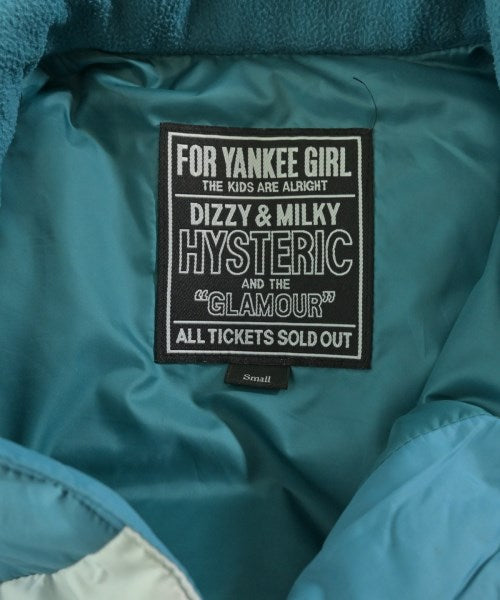 FOR YANKEE GIRL
THE KIDS ARE ALRIGHT
DIZZY & MILKY
HYSTERIC
AND THE
"GLAMOUR"
ALL TICKETS SOLD OUT
Small